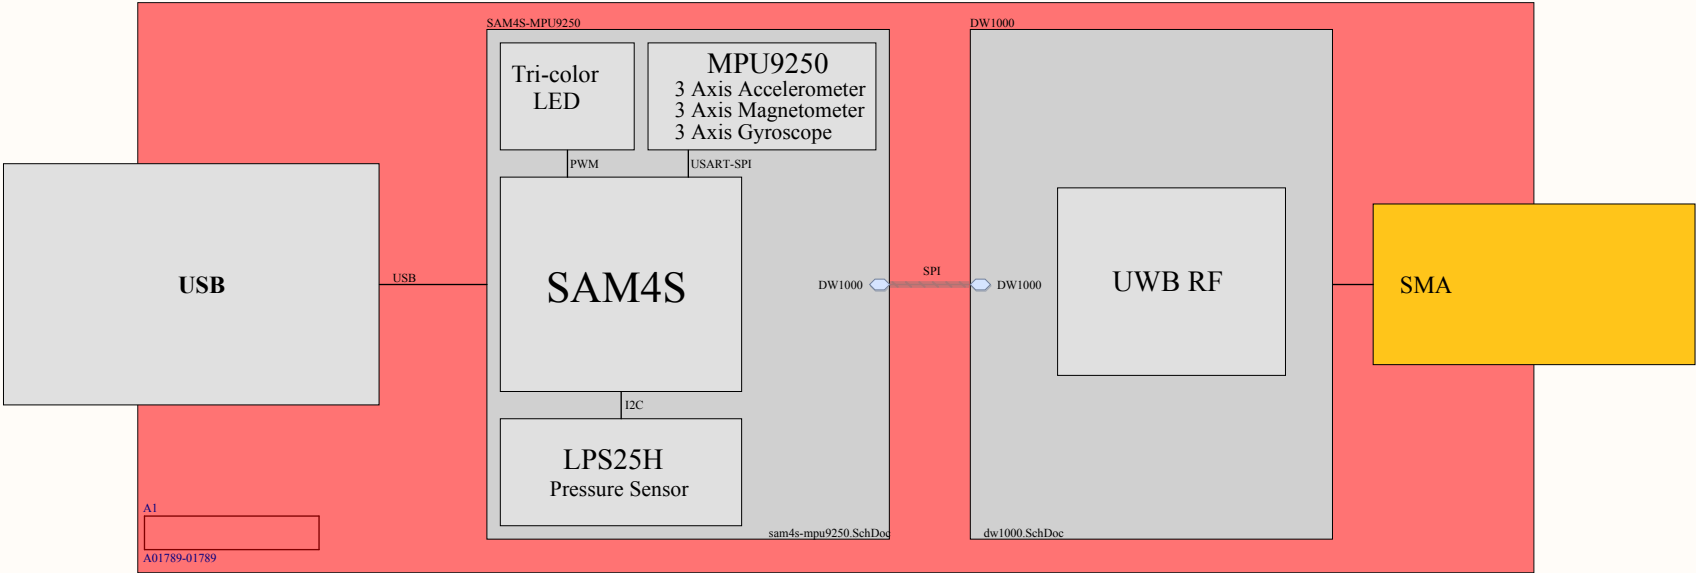 SAM4S-MPU9250
DW1000
Tri-color
LED
MPU9250
3 Axis Accelerometer
3 Axis Magnetometer
3 Axis Gyroscope
PWM
USART-SPI
USB
USB
SAM4S
DW1000
SPI
DW1000
UWB RF
SMA
I2C
LPS25H
Pressure Sensor
A1
A01789-01789
sam4s-mpu9250.SchDoc
dw1000.SchDoc